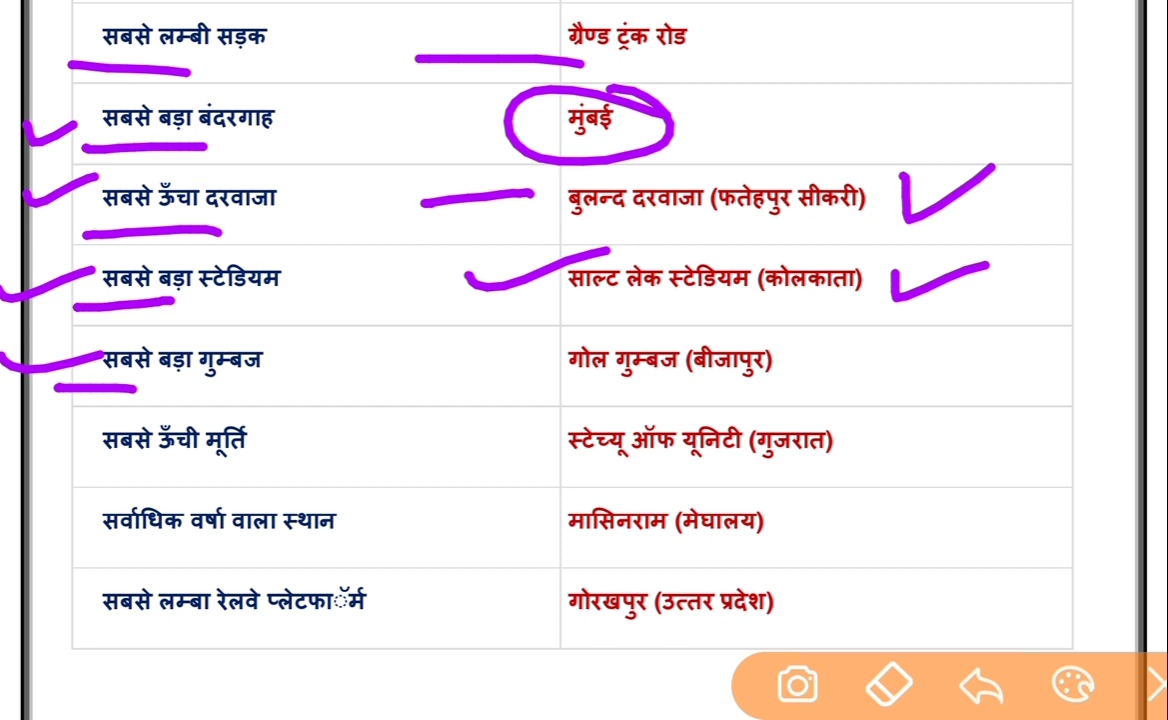 सबसे लम्बी सड़क ग्रैण्ड ट्रंक रोड
सबसे बड़ा बंदरगाह मुंबई
सबसे ऊँचा दरवाजा बुलन्द दरवाजा (फतेहपुर सीकरी)
सबसे बड़ा स्टेडियम साल्ट लेक स्टेडियम (कोलकाता)
सबसे बड़ा गुम्बज गोल गुम्बज (बीजापुर)
सबसे ऊँची मूर्ति स्टेच्यू ऑफ यूनिटी (गुजरात)
सर्वाधिक वर्षा वाला स्थान मासिनराम (मेघालय)
सबसे लम्बा रेलवे प्लेटफाॅर्म गोरखपुर (उत्तर प्रदेश)